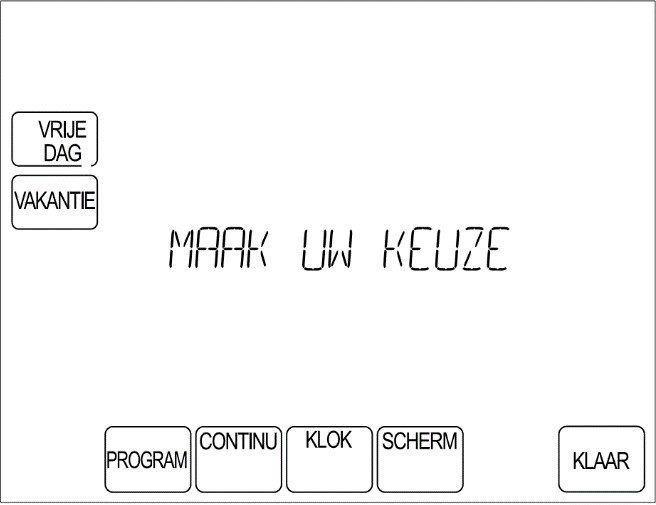 VRIJE
DAG
VAKANTIE
MAAK UW KEUZE
PROGRAM
CONTINU
KLOK
SCHERM
KLAAR